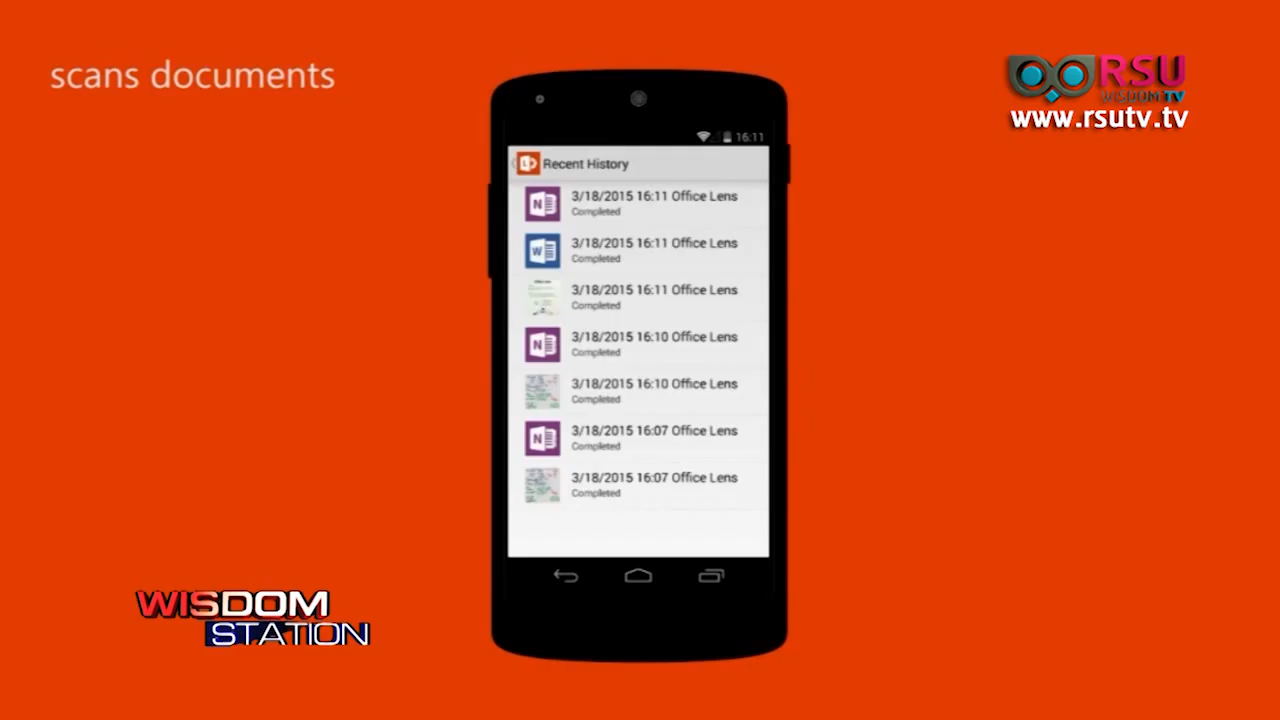 scans documents
RSU
WISDOM TV
www.rsutv.tv
16:11
Recent History
3/18/2015 16:11 Office Lens
Completed
3/18/2015 16:11 Office Lens
Completed
3/18/2015 16:11 Office Lens
Completed
3/18/2015 16:10 Office Lens
Completed
3/18/2015 16:10 Office Lens
Completed
3/18/2015 16:07 Office Lens
Completed
3/18/2015 16:07 Office Lens
Completed
WISDOM
STATION